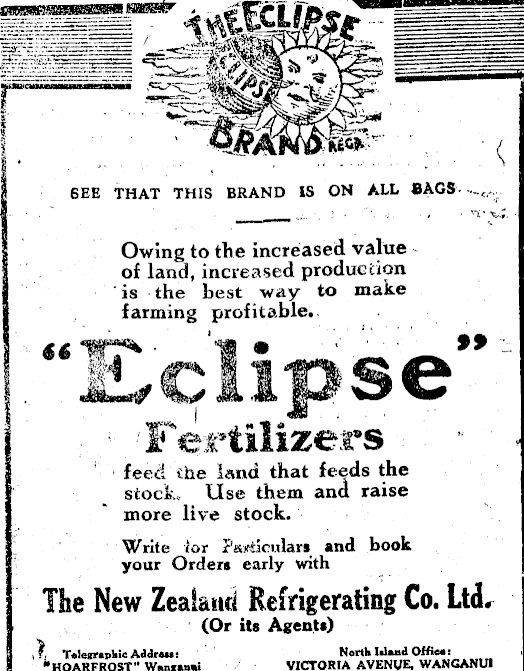 THE ECLIPSE
ECLIPSE
BRAND REGD.
SEE THAT THIS BRAND IS ON ALL BAGS
Owing to the increased value
of land, increased production
is the best way to make
farming profitable.
"Eclipse"
Fertilizers
feed the land that feeds the
stock. Use them and raise
more live stock.
Write for Particulars and book
your Orders early with
The New Zealand Refrigerating Co. Ltd.
(Or its Agents)
Telegraphic Address:
"HOARFROST" Wanganui
North Island Office:
VICTORIA AVENUE, WANGANUI